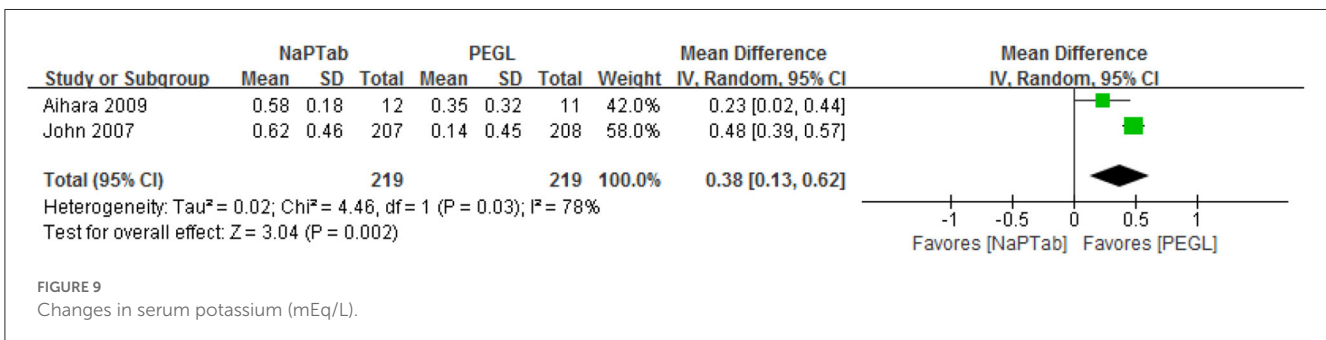 NaPTab PEGL Mean Difference Mean Difference
Study or Subgroup Mean SD Total Mean SD Total Weight IV, Random, 95% CI IV, Random, 95% CI
Aihara 2009 0.58 0.18 12 0.35 0.32 11 42.0% 0.23 [0.02, 0.44]
John 2007 0.62 0.46 207 0.14 0.45 208 58.0% 0.48 [0.39, 0.57]
Total (95% CI) 219 219 100.0% 0.38 [0.13, 0.62]
Heterogeneity: Tau² = 0.02; Chi² = 4.46, df = 1 (P = 0.03); I² = 78%
Test for overall effect: Z = 3.04 (P = 0.002)
-1 -0.5 0 0.5 1
Favores [NaPTab] Favores [PEGL]
FIGURE 9
Changes in serum potassium (mEq/L).